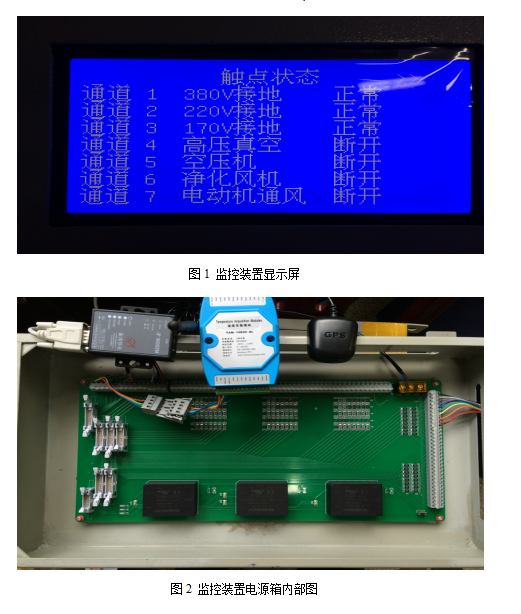 触点状态
通道 1 380V接地 正常
通道 2 220V接地 正常
通道 3 170V接地 正常
通道 4 高压真空 断开
通道 5 空压机 断开
通道 6 净化风机 断开
通道 7 电动机通风 断开
图1 监控装置显示屏
Temperature Acquisition Modules
GPS
图2 监控装置电源箱内部图